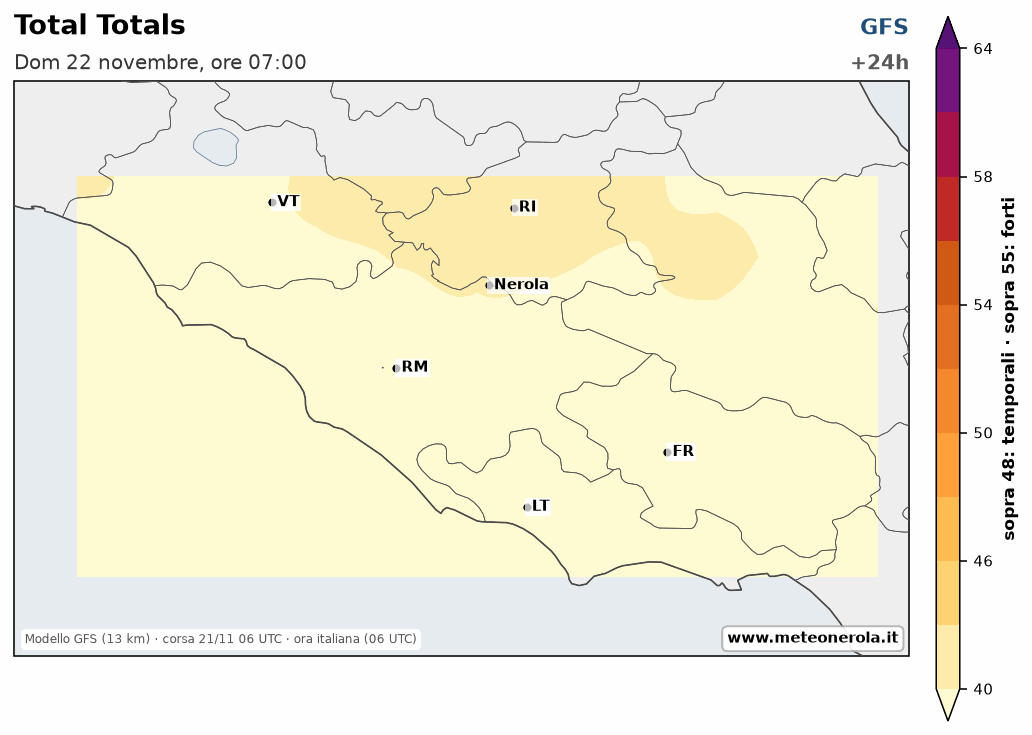 Total Totals
GFS
Dom 22 novembre, ore 07:00
+24h
64
58
54
50
46
40
sopra 48: temporali · sopra 55: forti
VT
RI
Nerola
RM
FR
LT
Modello GFS (13 km) · corsa 21/11 06 UTC · ora italiana (06 UTC)
www.meteonerola.it